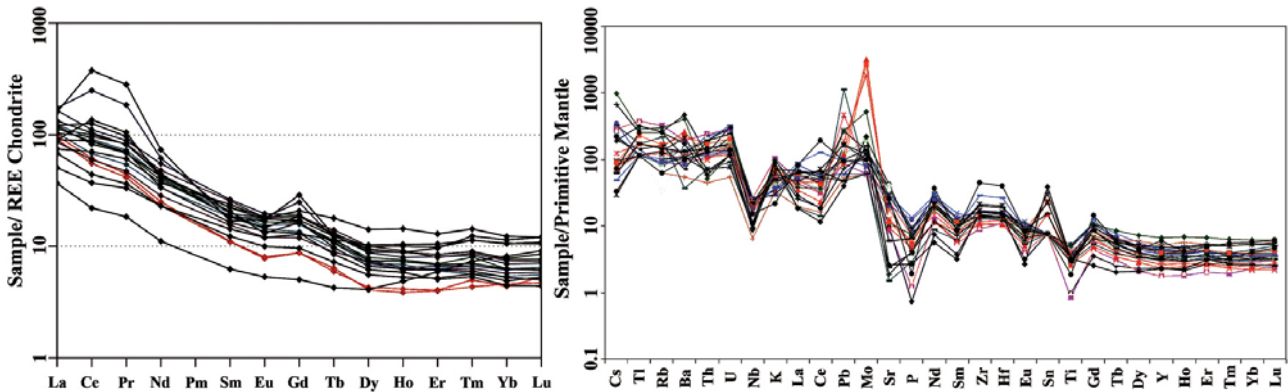 Sample/ REE Chondrite
1000
100
10
1
La Ce Pr Nd Pm Sm Eu Gd Tb Dy Ho Er Tm Yb Lu
Sample/Primitive Mantle
10000
1000
100
10
1
0.1
Cs Tl Rb Ba Th U Nb K La Ce Pb Mo Sr P Nd Sm Zr Hf Eu Sn Ti Gd Tb Dy Y Ho Er Tm Yb Lu